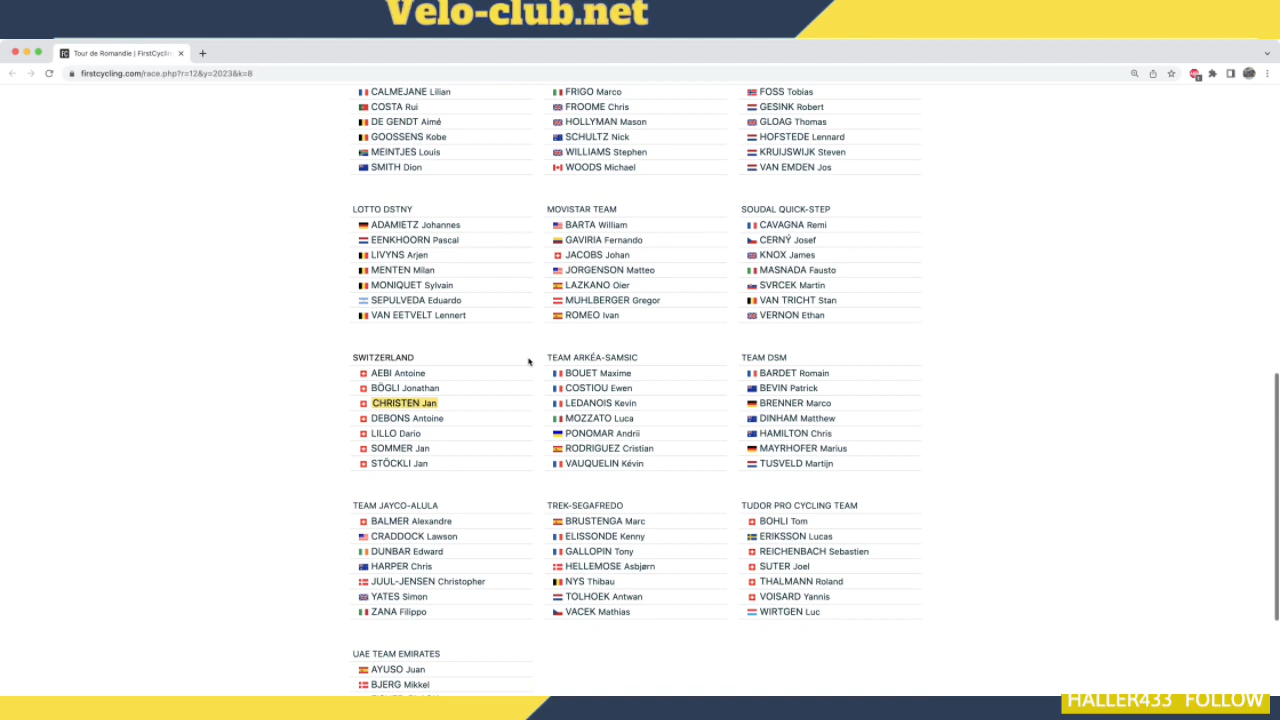 Velo-club.net
Tour de Romandie | FirstCyclin
firstcycling.com/race.php?r=12&y=2023&k=8
CALMEJANE Lilian
COSTA Rui
DE GENDT Aimé
GOOSSENS Kobe
MEINTJES Louis
SMITH Dion
FRIGO Marco
FROOME Chris
HOLLYMAN Mason
SCHULTZ Nick
WILLIAMS Stephen
WOODS Michael
FOSS Tobias
GESINK Robert
GLOAG Thomas
HOFSTEDE Lennard
KRUIJSWIJK Steven
VAN EMDEN Jos
LOTTO DSTNY
ADAMIETZ Johannes
EENKHOORN Pascal
LIVYNS Arjen
MENTEN Milan
MONIQUET Sylvain
SEPULVEDA Eduardo
VAN EETVELT Lennert
MOVISTAR TEAM
BARTA William
GAVIRIA Fernando
JACOBS Johan
JORGENSON Matteo
LAZKANO Oier
MUHLBERGER Gregor
ROMEO Ivan
SOUDAL QUICK-STEP
CAVAGNA Remi
CERNÝ Josef
KNOX James
MASNADA Fausto
SVRCEK Martin
VAN TRICHT Stan
VERNON Ethan
SWITZERLAND
AEBI Antoine
BÖGLI Jonathan
CHRISTEN Jan
DEBONS Antoine
LILLO Dario
SOMMER Jan
STÖCKLI Jan
TEAM ARKÉA-SAMSIC
BOUET Maxime
COSTIOU Ewen
LEDANOIS Kevin
MOZZATO Luca
PONOMAR Andrii
RODRIGUEZ Cristian
VAUQUELIN Kévin
TEAM DSM
BARDET Romain
BEVIN Patrick
BRENNER Marco
DINHAM Matthew
HAMILTON Chris
MAYRHOFER Marius
TUSVELD Martijn
TEAM JAYCO-ALULA
BALMER Alexandre
CRADDOCK Lawson
DUNBAR Edward
HARPER Chris
JUUL-JENSEN Christopher
YATES Simon
ZANA Filippo
TREK-SEGAFREDO
BRUSTENGA Marc
ELISSONDE Kenny
GALLOPIN Tony
HELLEMOSE Asbjørn
NYS Thibau
TOLHOEK Antwan
VACEK Mathias
TUDOR PRO CYCLING TEAM
BOHLI Tom
ERIKSSON Lucas
REICHENBACH Sebastien
SUTER Joel
THALMANN Roland
VOISARD Yannis
WIRTGEN Luc
UAE TEAM EMIRATES
AYUSO Juan
BJERG Mikkel
HALLER433 FOLLOW